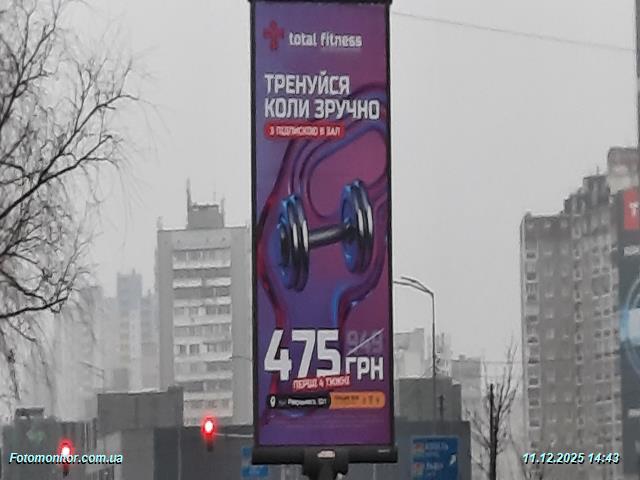 total fitness
ТРЕНУЙСЯ
КОЛИ ЗРУЧНО
З ПІДПИСКОЮ В ЗАЛ
949
475 ГРН
ПЕРШІ 4 ТИЖНІ
Fotomonitor.com.ua
11.12.2025 14:43